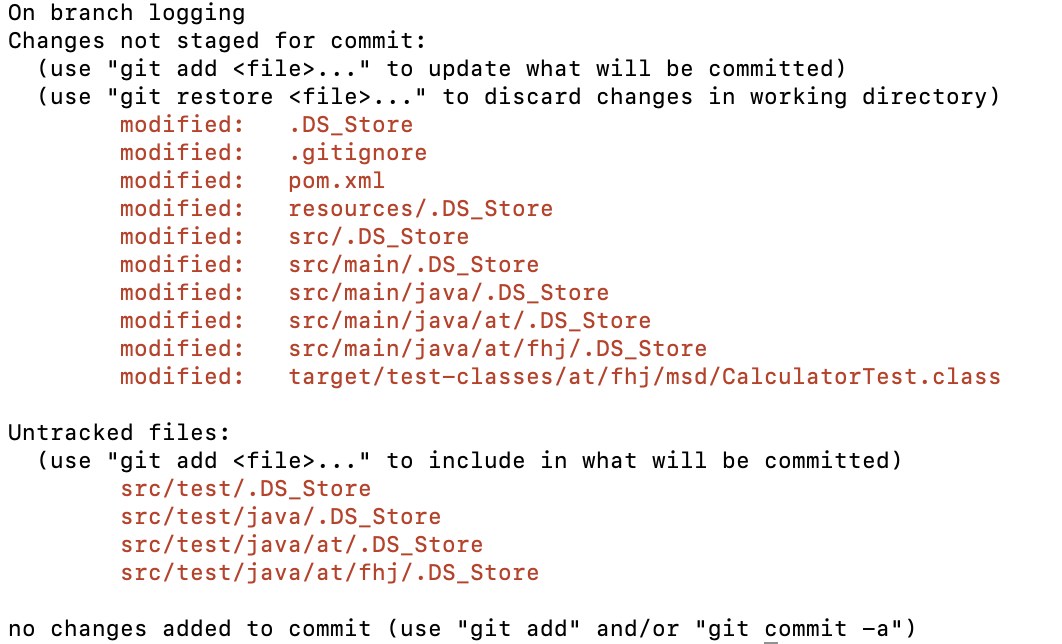 On branch logging
Changes not staged for commit:
  (use "git add <file>..." to update what will be committed)
  (use "git restore <file>..." to discard changes in working directory)
        modified:   .DS_Store
        modified:   .gitignore
        modified:   pom.xml
        modified:   resources/.DS_Store
        modified:   src/.DS_Store
        modified:   src/main/.DS_Store
        modified:   src/main/java/.DS_Store
        modified:   src/main/java/at/.DS_Store
        modified:   src/main/java/at/fhj/.DS_Store
        modified:   target/test-classes/at/fhj/msd/CalculatorTest.class

Untracked files:
  (use "git add <file>..." to include in what will be committed)
        src/test/.DS_Store
        src/test/java/.DS_Store
        src/test/java/at/.DS_Store
        src/test/java/at/fhj/.DS_Store

no changes added to commit (use "git add" and/or "git commit -a")